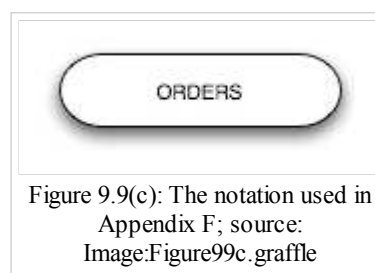 ORDERS
Figure 9.9(c): The notation used in
Appendix F; source:
Image:Figure99c.graffle